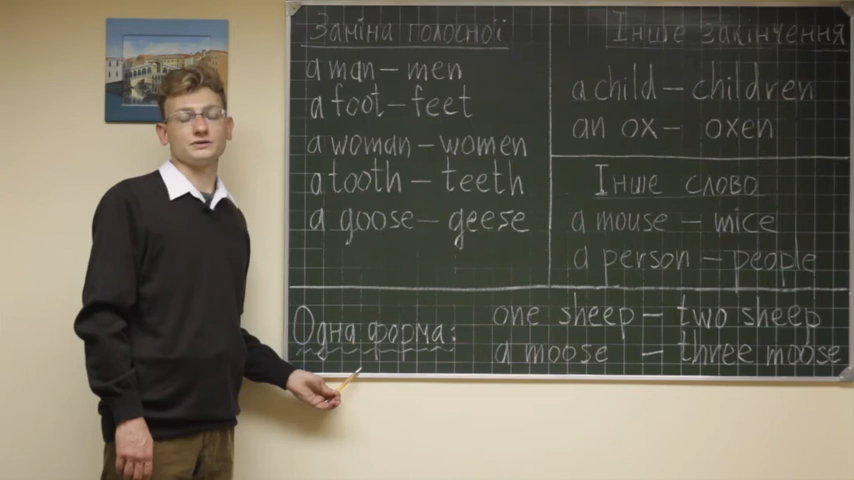 Заміна голосної
a man – men
a foot – feet
a woman – women
a tooth – teeth
a goose – geese
Інше закінчення
a child – children
an ox – oxen
Інше слово
a mouse – mice
a person – people
Одна форма:
one sheep – two sheep
a moose – three moose